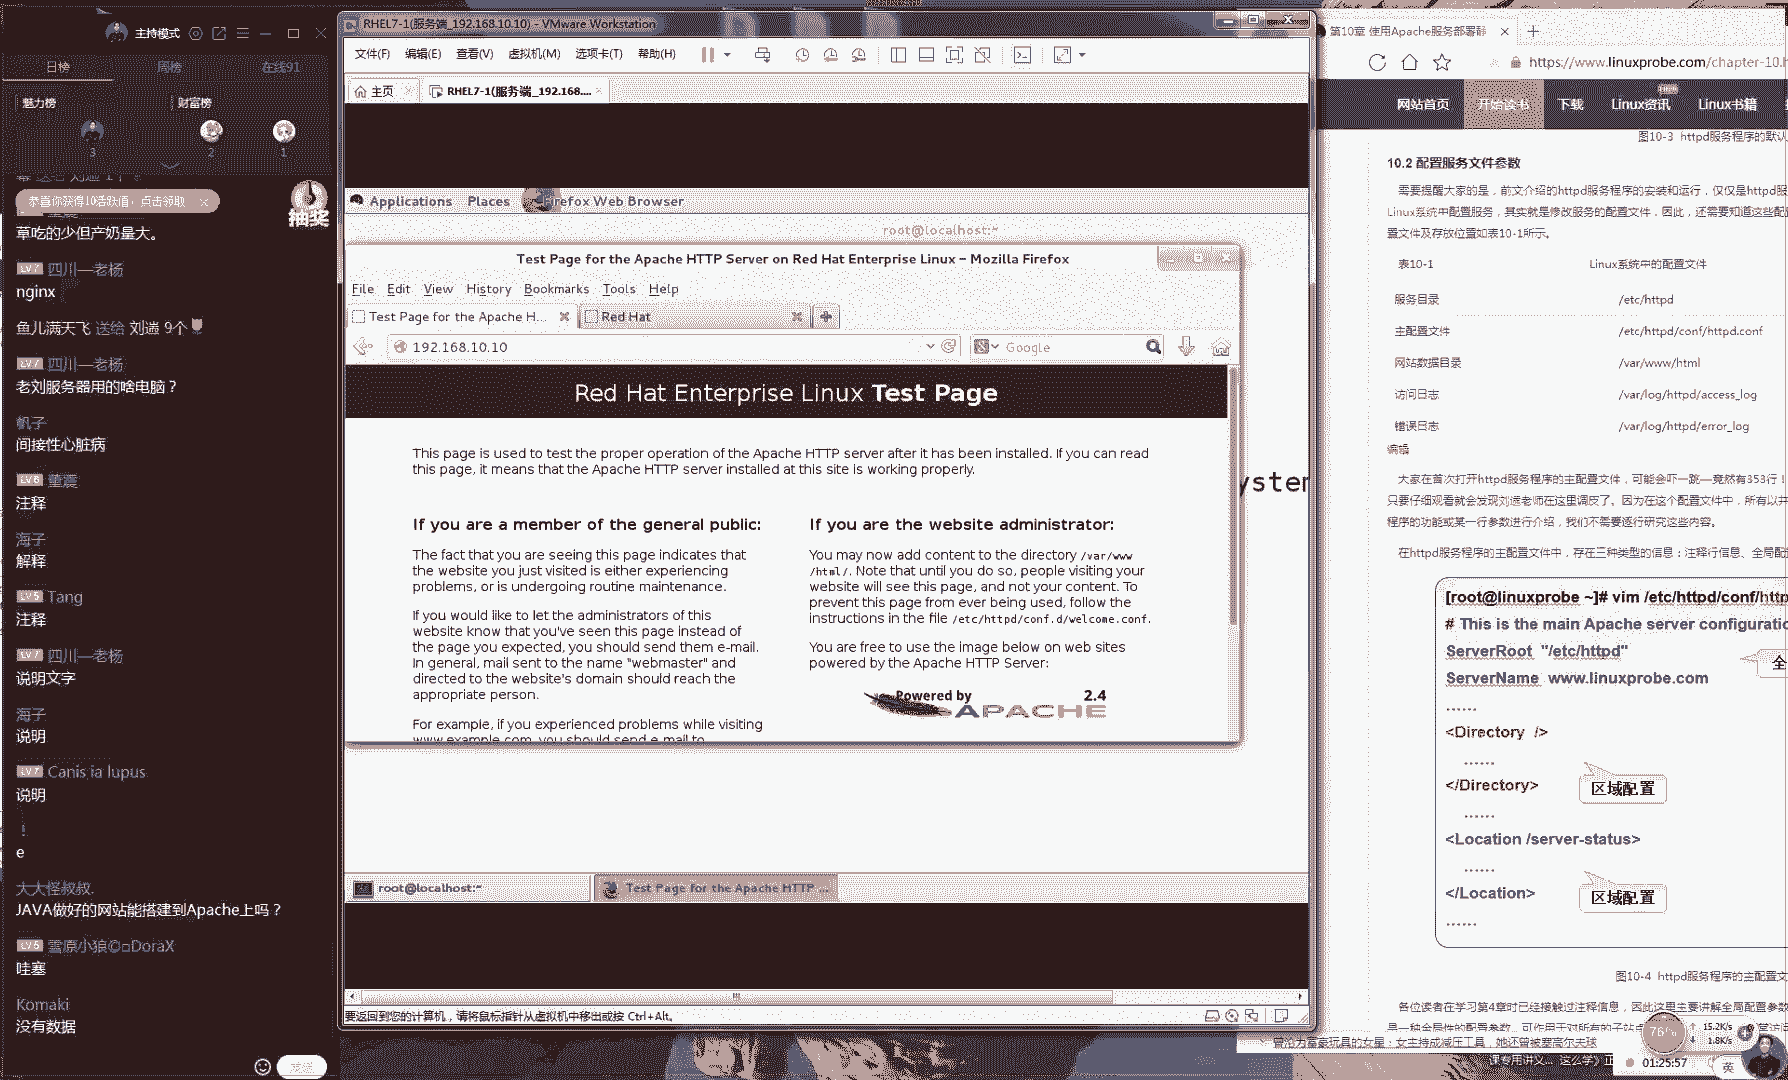 主持模式
日榜 周榜 在线91
魅力榜 财富榜
3 2 1
恭喜你获得10活跃值，点击领取
抽奖
草吃的少但产奶量大。
LV7 四川—老杨
nginx
鱼儿满天飞 送给 刘遄 9个
LV7 四川—老杨
老刘服务器用的啥电脑？
帆子
间接性心脏病
LV6 董震
注释
海子
解释
LV5 Tang
注释
LV7 四川—老杨
说明文字
海子
说明
LV7 Canis ia lupus
说明
!
e
大大怪叔叔.
JAVA做好的网站能搭建到Apache上吗？
哇塞
Komaki
没有数据
发送
RHEL7-1(服务端_192.168.10.10) - VMware Workstation
文件(F) 编辑(E) 查看(V) 虚拟机(M) 选项卡(T) 帮助(H)
主页 RHEL7-1(服务端_192.168....
Applications Places Firefox Web Browser
root@localhost:~
Test Page for the Apache HTTP Server on Red Hat Enterprise Linux - Mozilla Firefox
File Edit View History Bookmarks Tools Help
Test Page for the Apache H... Red Hat
192.168.10.10 Google
Red Hat Enterprise Linux Test Page
This page is used to test the proper operation of the Apache HTTP server after it has been installed. If you can read
this page, it means that the Apache HTTP server installed at this site is working properly.
yster
If you are a member of the general public:
The fact that you are seeing this page indicates that
the website you just visited is either experiencing
problems, or is undergoing routine maintenance.
If you would like to let the administrators of this
website know that you've seen this page instead of
the page you expected, you should send them e-mail.
In general, mail sent to the name "webmaster" and
directed to the website's domain should reach the
appropriate person.
For example, if you experienced problems while visiting
www.example.com, you should send e-mail to
If you are the website administrator:
You may now add content to the directory /var/www
/html/. Note that until you do so, people visiting your
website will see this page, and not your content. To
prevent this page from ever being used, follow the
instructions in the file /etc/httpd/conf.d/welcome.conf.
You are free to use the image below on web sites
powered by the Apache HTTP Server:
Powered by 2.4
APACHE
root@localhost:~ Test Page for the Apache HTTP ...
要返回到您的计算机，请将鼠标指针从虚拟机中移出或按 Ctrl+Alt。
第10章 使用Apache服务部署静
https://www.linuxprobe.com/chapter-10.h
网站首页 开始读书 下载 Linux资讯 Linux书籍
图10-3 httpd服务程序的默认
10.2 配置服务文件参数
需要提醒大家的是，前文介绍的httpd服务程序的安装和运行，仅仅是httpd服
Linux系统中配置服务，其实就是修改服务的配置文件，因此，还需要知道这些配
置文件及存放位置如表10-1所示。
表10-1 Linux系统中的配置文件
服务目录 /etc/httpd
主配置文件 /etc/httpd/conf/httpd.conf
网站数据目录 /var/www/html
访问日志 /var/log/httpd/access_log
错误日志 /var/log/httpd/error_log
编辑
大家在首次打开httpd服务程序的主配置文件，可能会吓一跳—竟然有353行！
只要仔细观看就会发现刘遄老师在这里调皮了。因为在这个配置文件中，所有以井
程序的功能或某一行参数进行介绍，我们不需要逐行研究这些内容。
在httpd服务程序的主配置文件中，存在三种类型的信息：注释行信息、全局配
[root@linuxprobe ~]# vim /etc/httpd/conf/http
# This is the main Apache server configuratio
ServerRoot "/etc/httpd"
全
ServerName www.linuxprobe.com
......
<Directory />
......
</Directory>
区域配置
......
<Location /server-status>
......
</Location>
区域配置
......
图10-4 httpd服务程序的主配置文
各位读者在学习第4章时已经接触过注释信息，因此这里主要讲解全局配置参数
76%
15.2K/s
1.8K/s
01:25:57
英